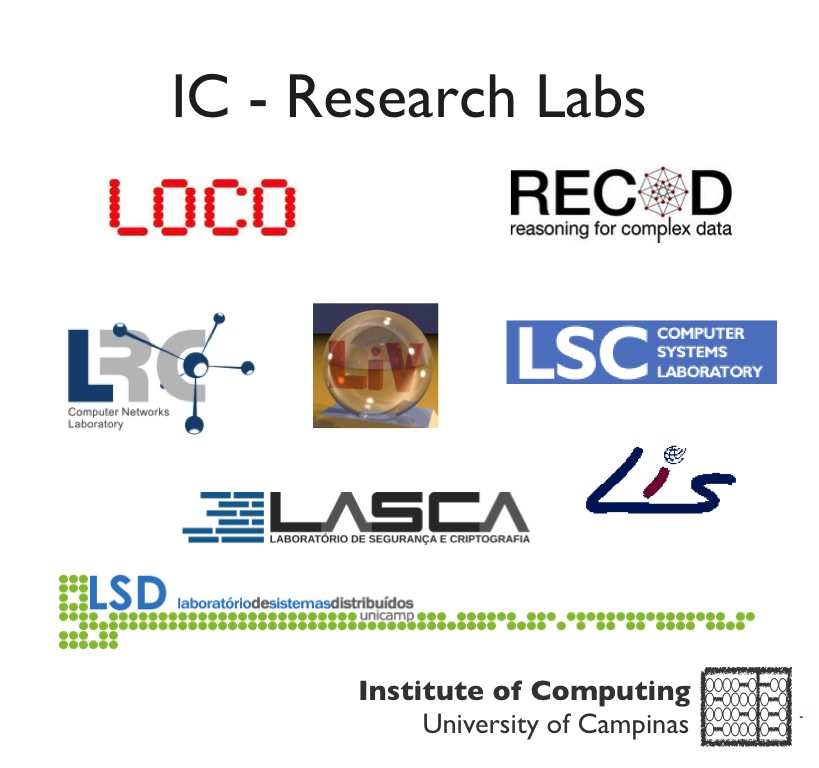 IC - Research Labs
LOCO
RECOD
reasoning for complex data
LRC
Computer Networks
Laboratory
LiV
LSC
COMPUTER
SYSTEMS
LABORATORY
Lis
LASCA
LABORATÓRIO DE SEGURANÇA E CRIPTOGRAFIA
LSD
laboratóriodesistemasdistribuídos
unicamp
Institute of Computing
University of Campinas